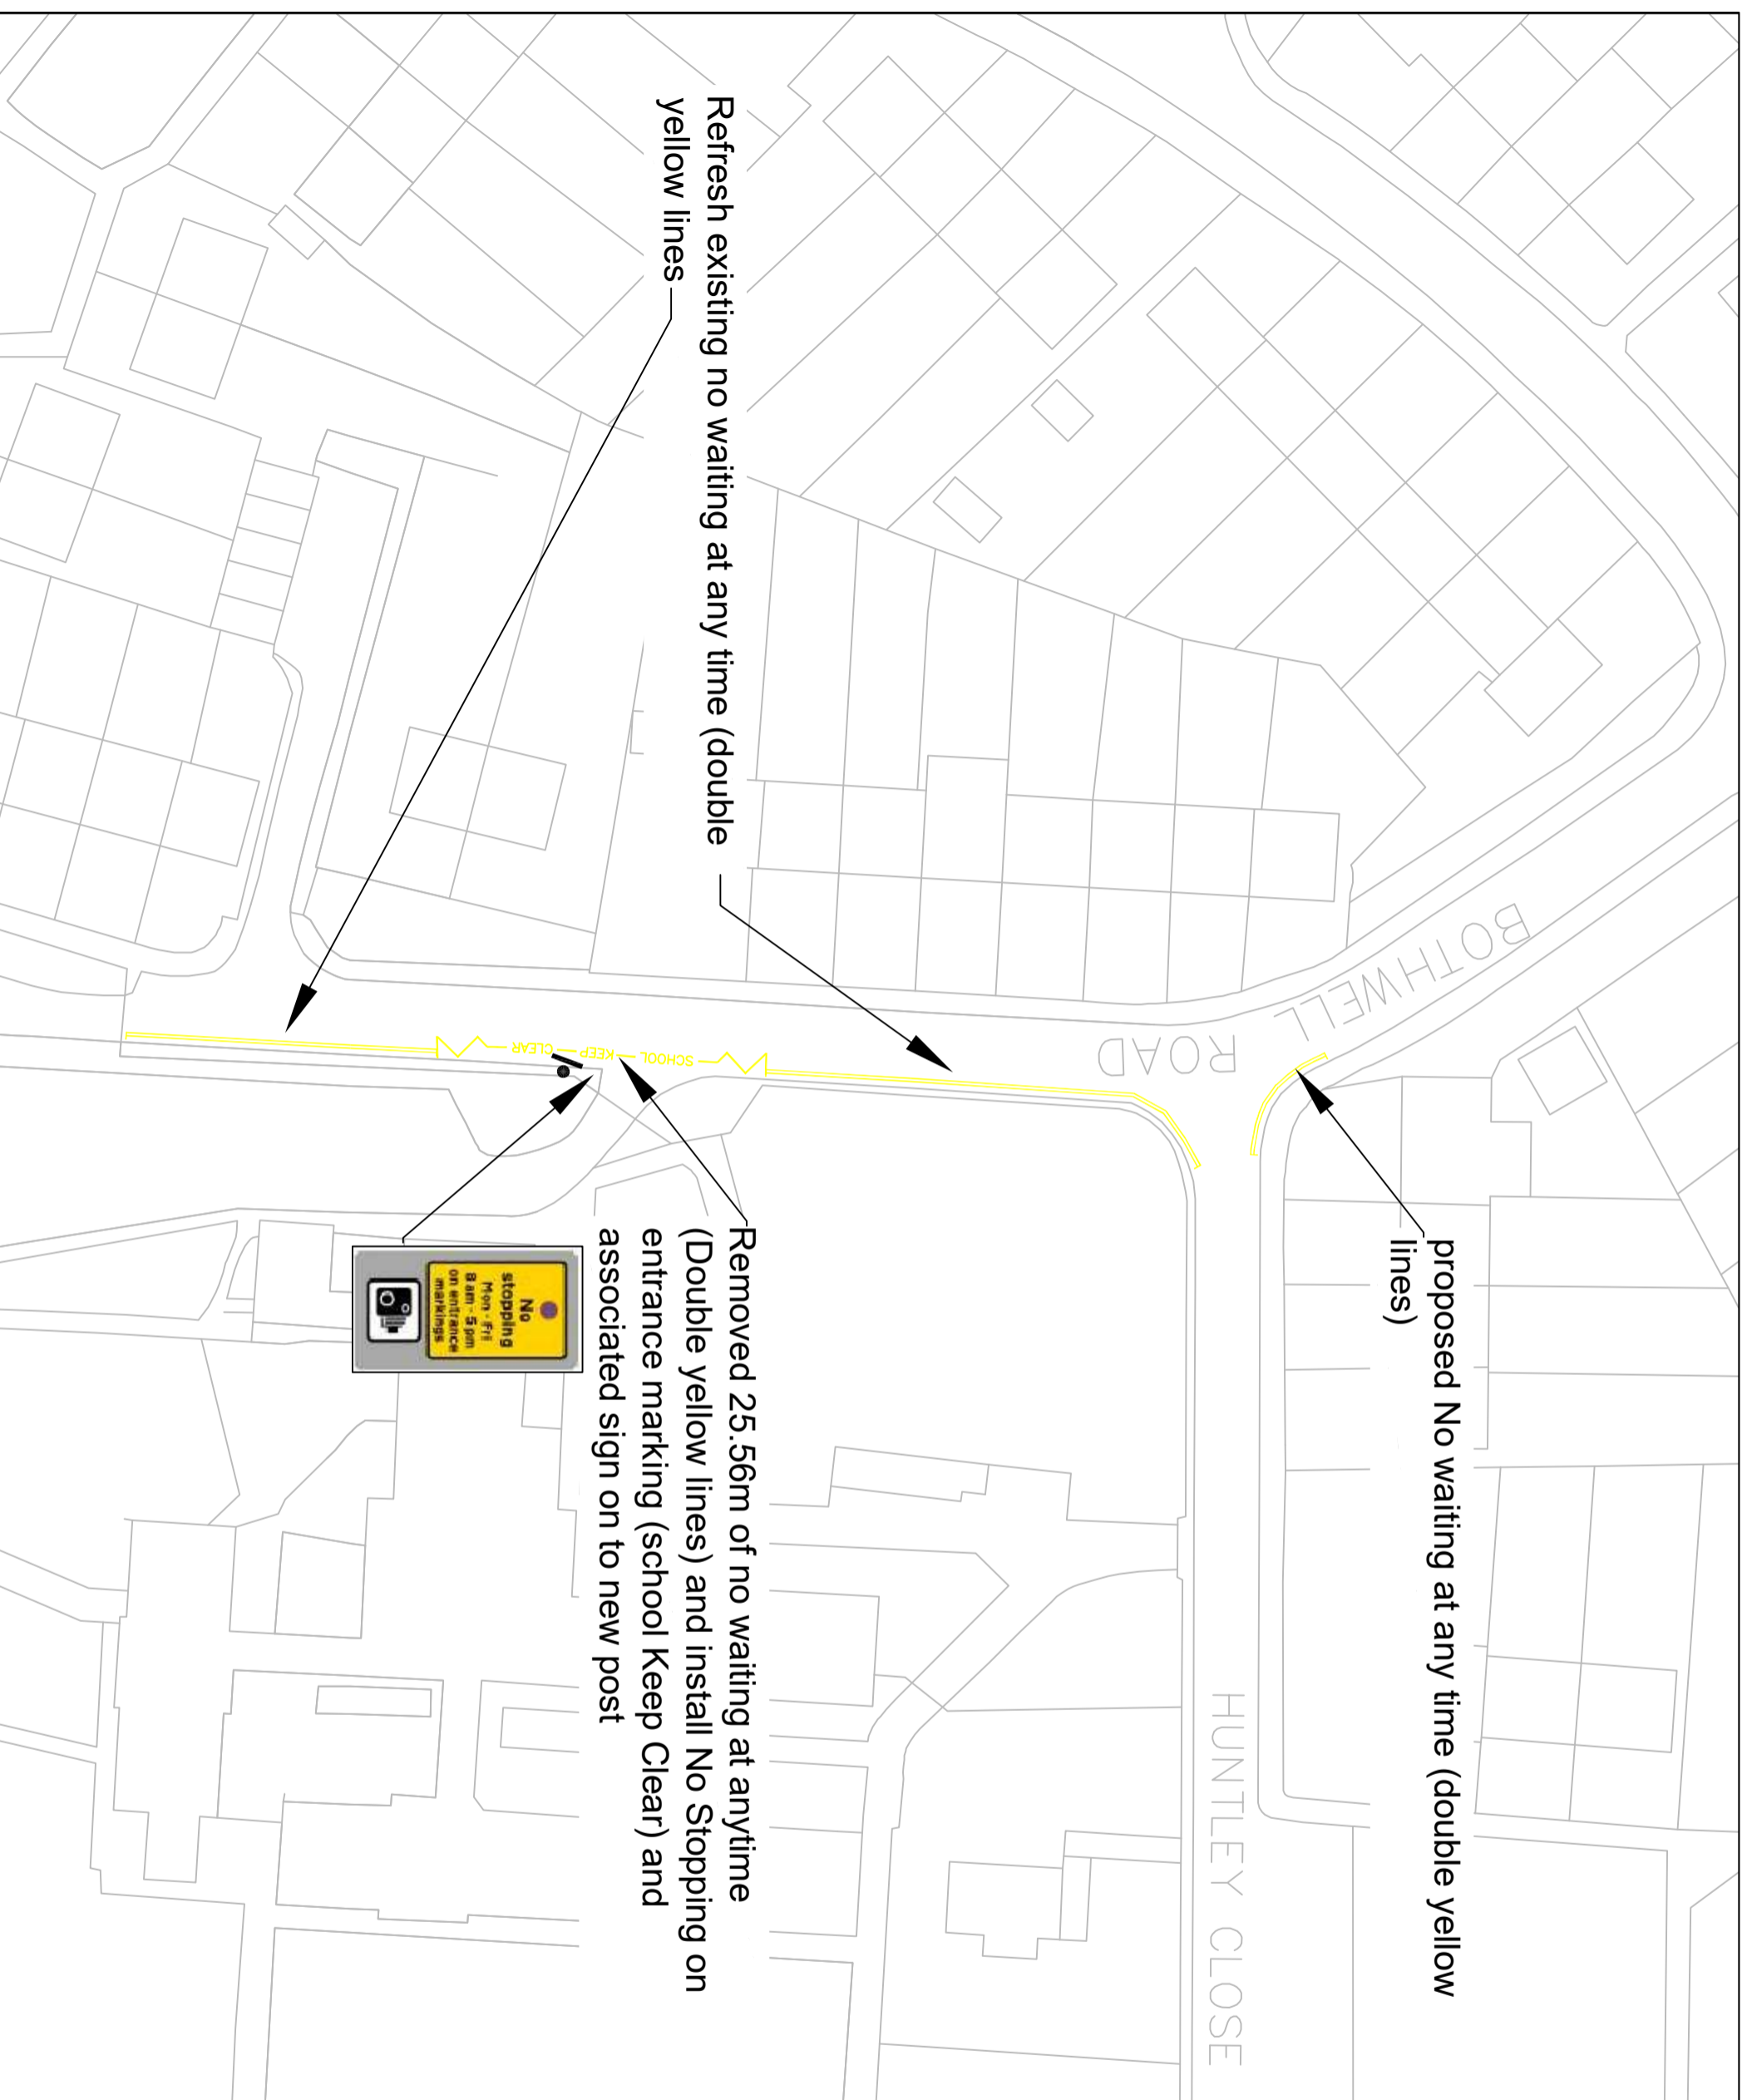 proposed No waiting at any time (double yellow
lines)
BOTHWELL
ROAD
HUNTLEY CLOSE
Refresh existing no waiting at any time (double
yellow lines
Removed 25.56m of no waiting at anytime
(Double yellow lines) and install No Stopping on
entrance marking (school Keep Clear) and
associated sign on to new post
SCHOOL
KEEP
CLEAR
No
stopping
Mon - Fri
8 am - 5 pm
on entrance
markings